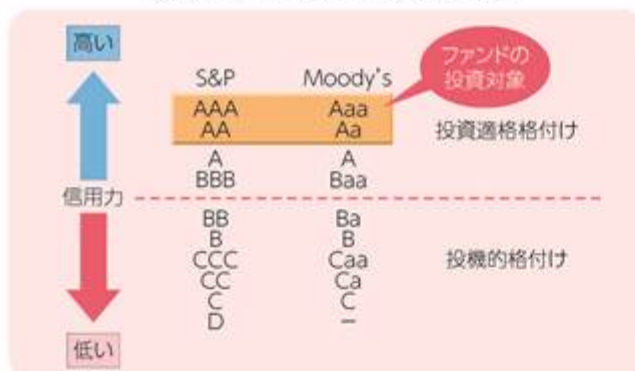 高い
ファンドの
投資対象
S&P Moody's
AAA Aaa
AA Aa
投資適格格付け
A A
BBB Baa
信用力
BB Ba
B B
CCC Caa
投機的格付け
CC Ca
C C
D –
低い